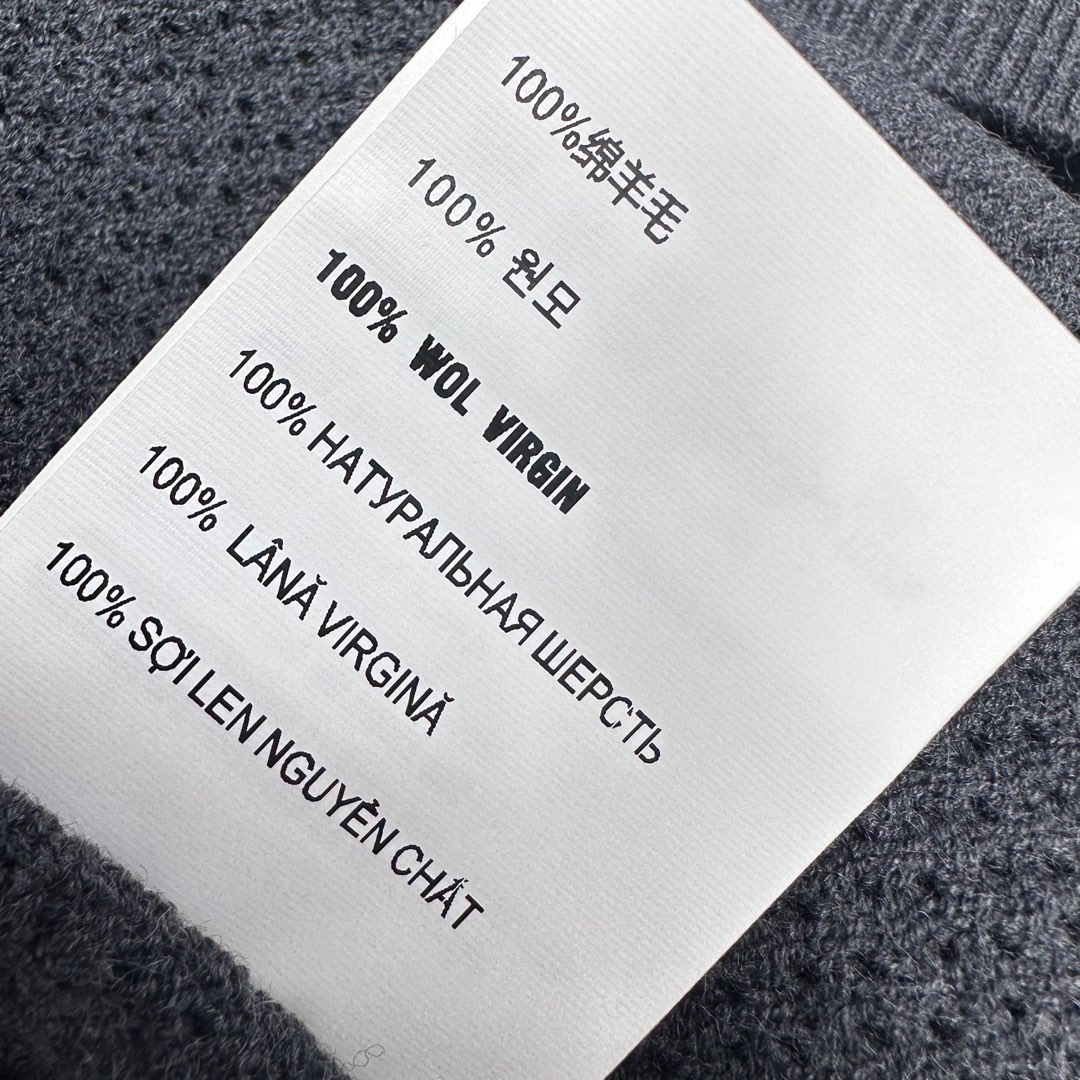 100%绵羊毛
100% 원모
100% WOL VIRGIN
100% НАТУРАЛЬНАЯ ШЕРСТЬ
100% LÂNĂ VIRGINĂ
100% SỢI LEN NGUYÊN CHẤT